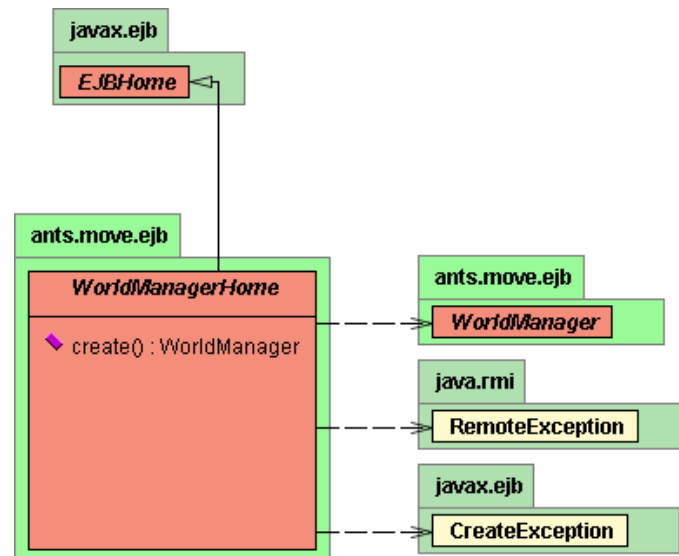 javax.ejb
EJBHome
ants.move.ejb
WorldManagerHome
create() : WorldManager
ants.move.ejb
WorldManager
java.rmi
RemoteException
javax.ejb
CreateException